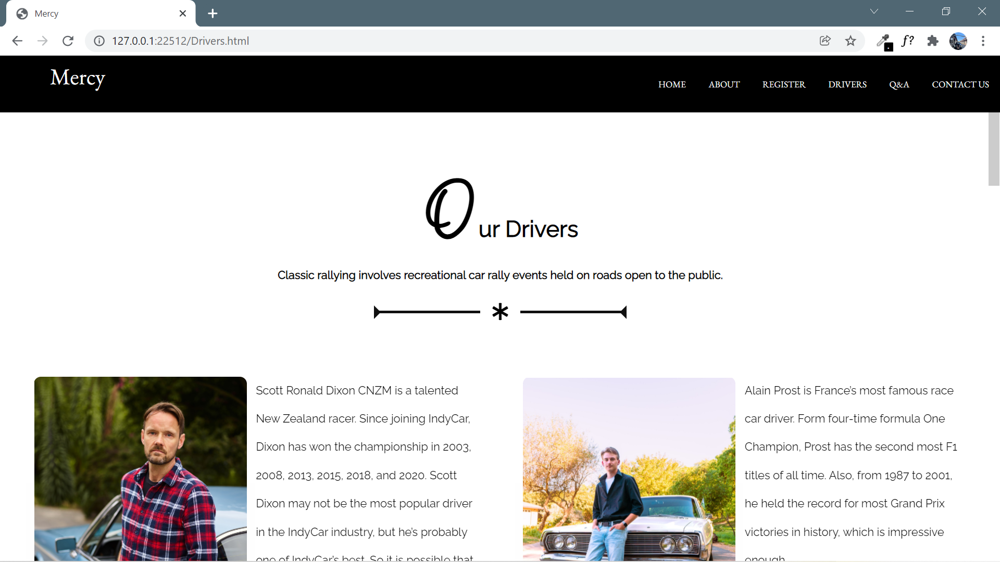 Mercy
127.0.0.1:22512/Drivers.html
f?
Mercy
HOME ABOUT REGISTER DRIVERS Q&A CONTACT US
Our Drivers
Classic rallying involves recreational car rally events held on roads open to the public.
*
Scott Ronald Dixon CNZM is a talented
New Zealand racer. Since joining IndyCar,
Dixon has won the championship in 2003,
2008, 2013, 2015, 2018, and 2020. Scott
Dixon may not be the most popular driver
in the IndyCar industry, but he's probably
one of IndyCar's best. So it is possible that
Alain Prost is France's most famous race
car driver. Form four-time formula One
Champion, Prost has the second most F1
titles of all time. Also, from 1987 to 2001,
he held the record for most Grand Prix
victories in history, which is impressive
enough